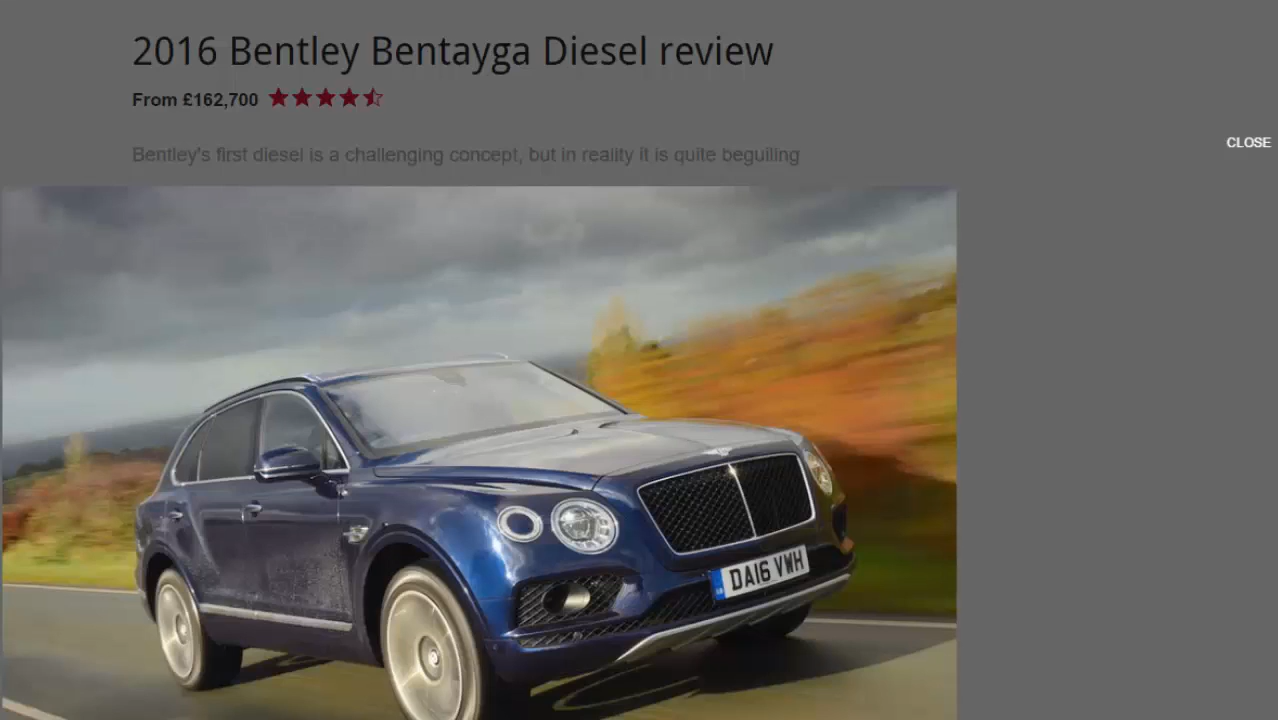 2016 Bentley Bentayga Diesel review
From £162,700
Bentley's first diesel is a challenging concept, but in reality it is quite beguiling
CLOSE
DA16 VWH